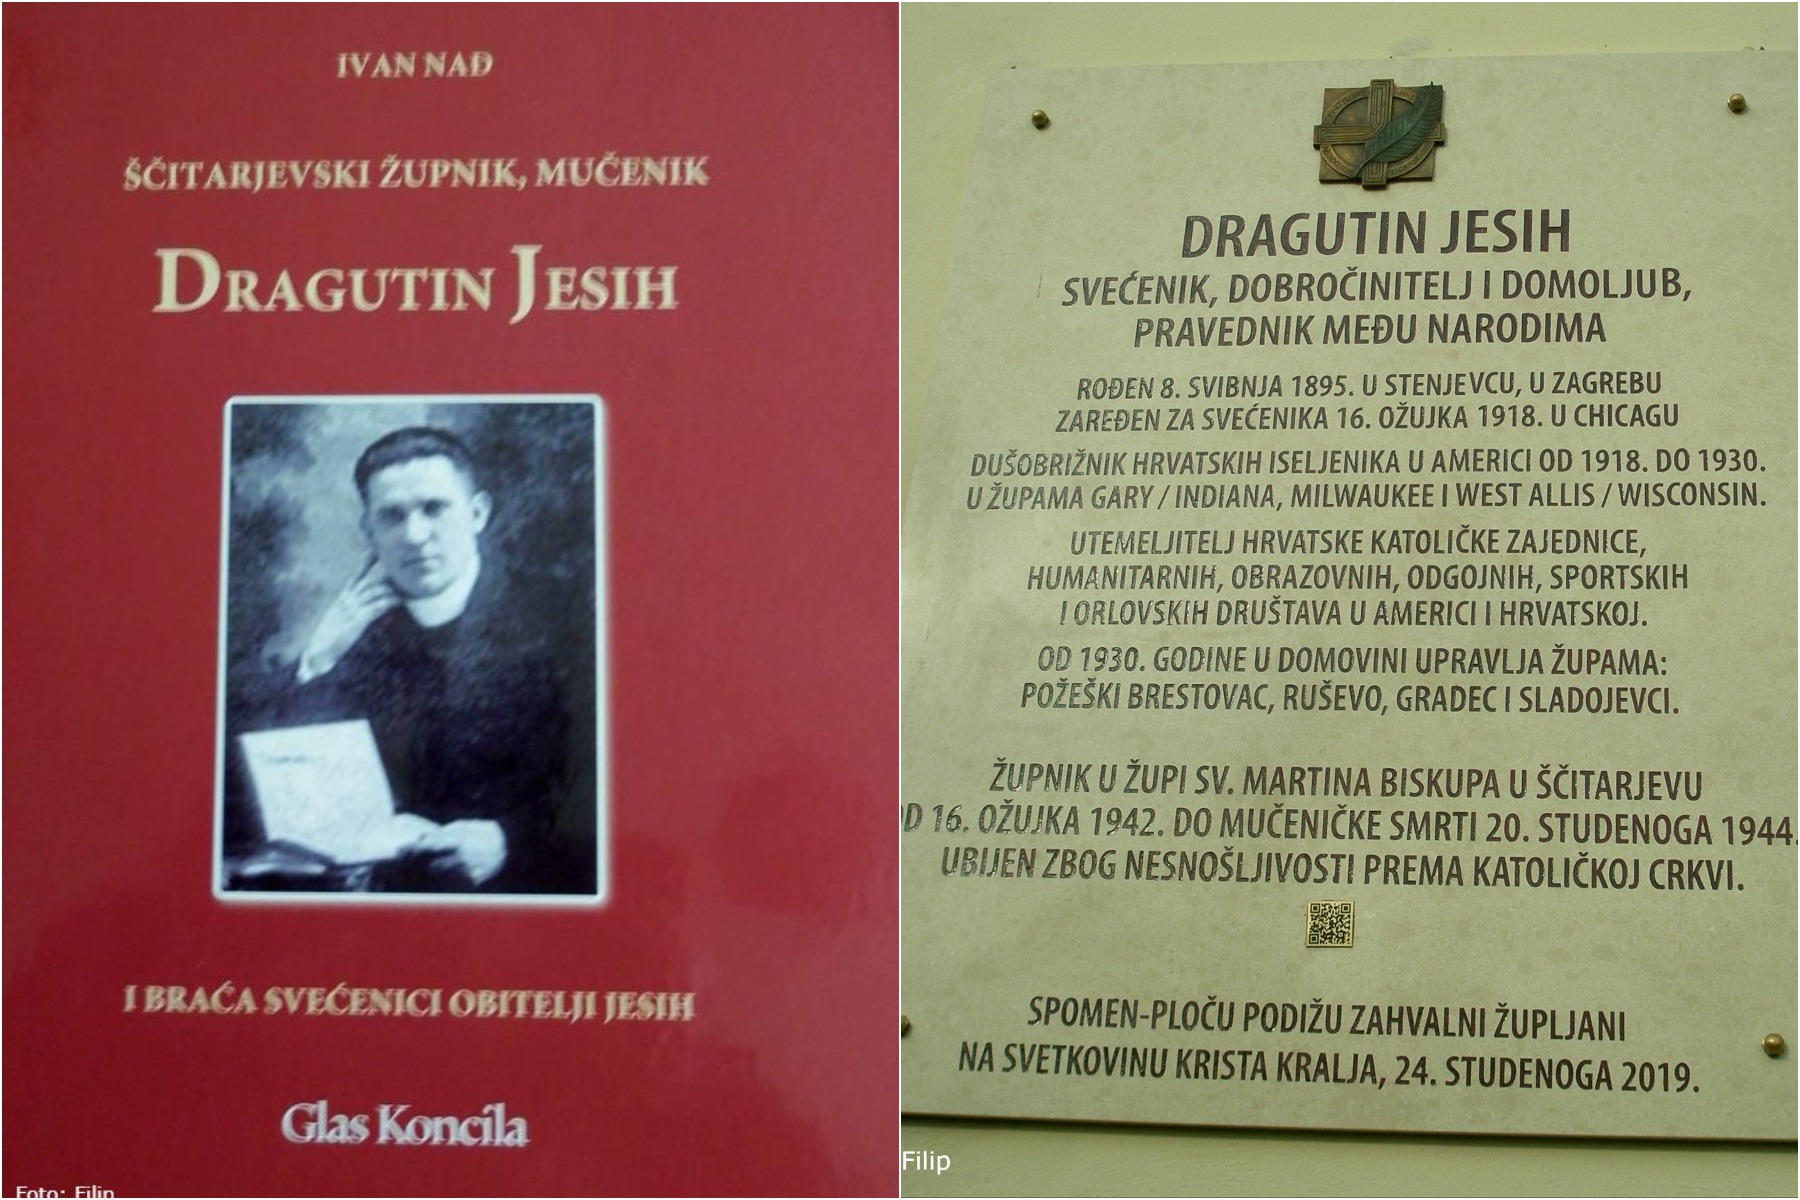 IVAN NAĐ
ŠČITARJEVSKI ŽUPNIK, MUČENIK
DRAGUTIN JESIH
I BRAĆA SVEĆENICI OBITELJI JESIH
Glas Koncila
Foto: Filip
DRAGUTIN JESIH
SVEĆENIK, DOBROČINITELJ I DOMOLJUB,
PRAVEDNIK MEĐU NARODIMA
ROĐEN 8. SVIBNJA 1895. U STENJEVCU, U ZAGREBU
ZAREĐEN ZA SVEĆENIKA 16. OŽUJKA 1918. U CHICAGU
DUŠOBRIŽNIK HRVATSKIH ISELJENIKA U AMERICI OD 1918. DO 1930.
U ŽUPAMA GARY / INDIANA, MILWAUKEE I WEST ALLIS / WISCONSIN.
UTEMELJITELJ HRVATSKE KATOLIČKE ZAJEDNICE,
HUMANITARNIH, OBRAZOVNIH, ODGOJNIH, SPORTSKIH
I ORLOVSKIH DRUŠTAVA U AMERICI I HRVATSKOJ.
OD 1930. GODINE U DOMOVINI UPRAVLJA ŽUPAMA:
POŽEŠKI BRESTOVAC, RUŠEVO, GRADEC I SLADOJEVCI.
ŽUPNIK U ŽUPI SV. MARTINA BISKUPA U ŠČITARJEVU
OD 16. OŽUJKA 1942. DO MUČENIČKE SMRTI 20. STUDENOGA 1944.
UBIJEN ZBOG NESNOŠLJIVOSTI PREMA KATOLIČKOJ CRKVI.
SPOMEN-PLOČU PODIŽU ZAHVALNI ŽUPLJANI
NA SVETKOVINU KRISTA KRALJA, 24. STUDENOGA 2019.
Filip